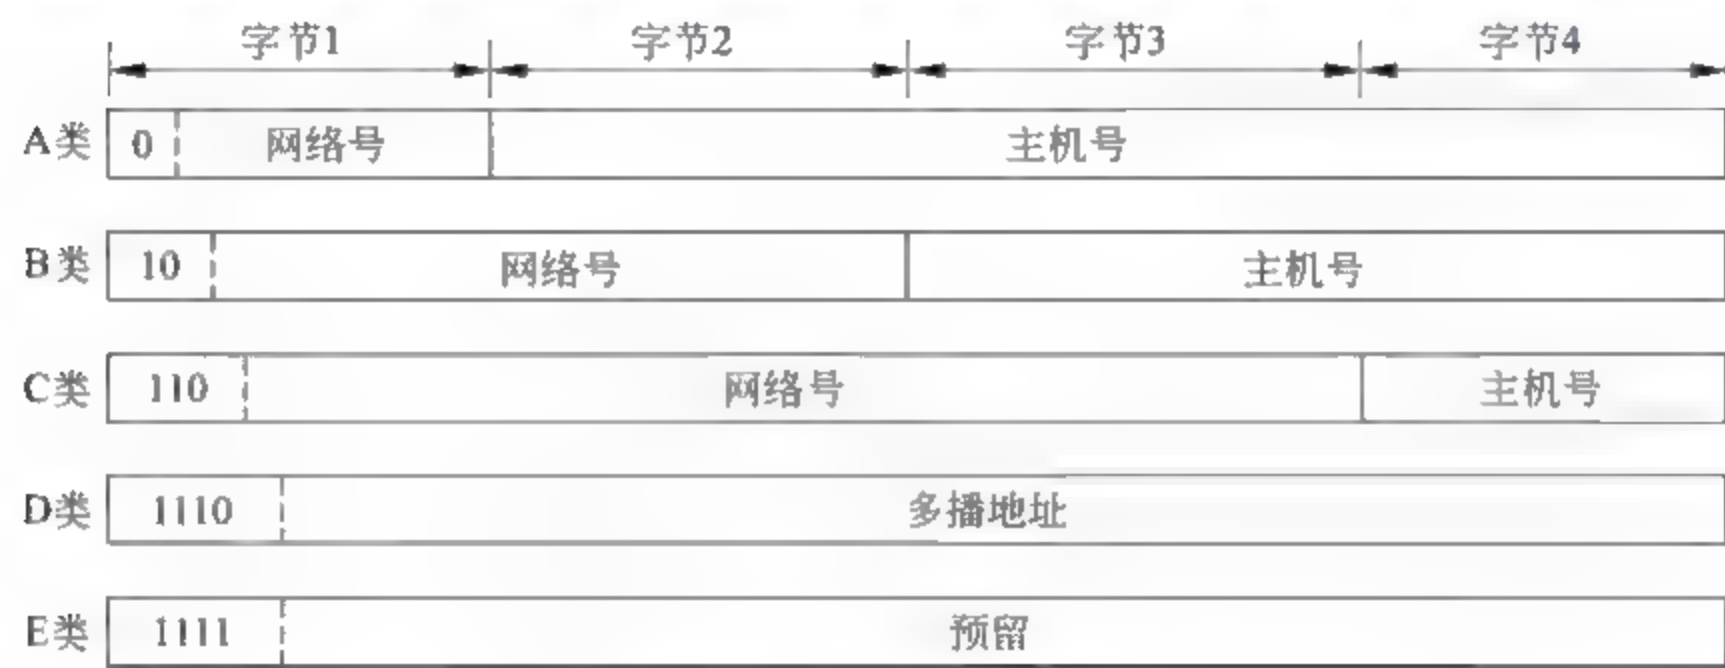 字节1 字节2 字节3 字节4
A类 0 网络号 主机号
B类 10 网络号 主机号
C类 110 网络号 主机号
D类 1110 多播地址
E类 1111 预留